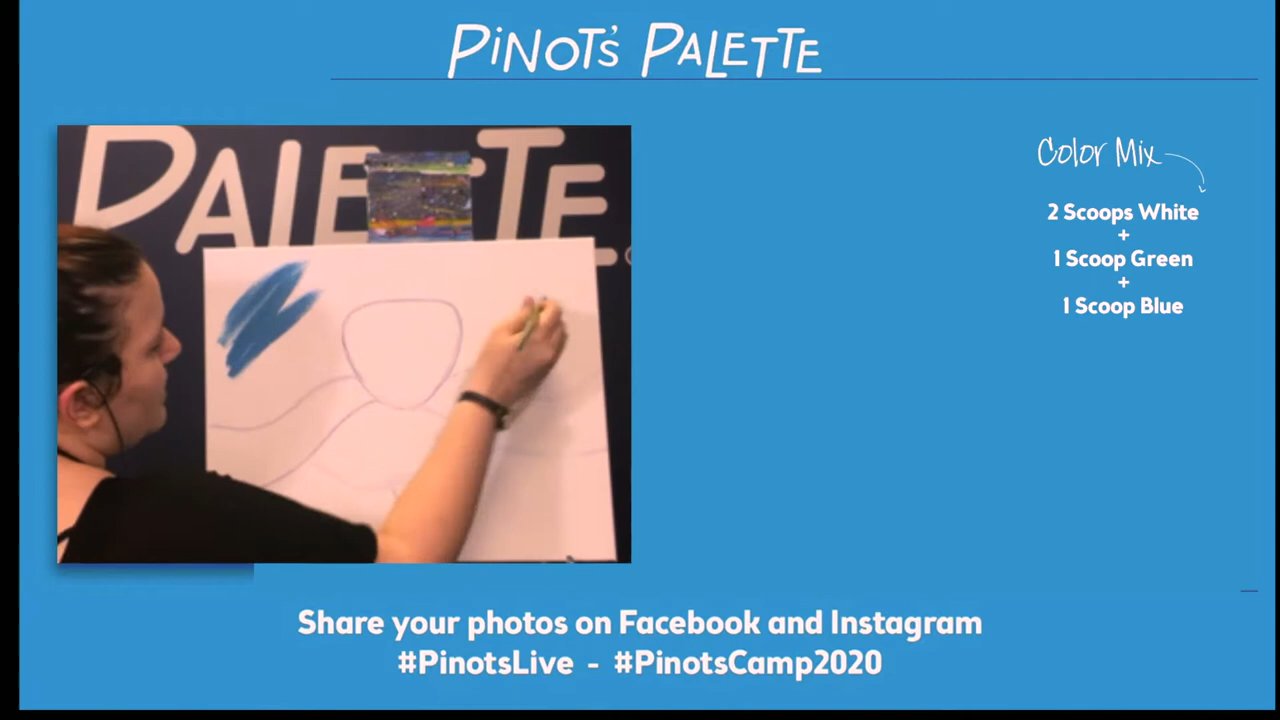 PiNOT'S PALETTE
PALETTE
Color Mix
2 Scoops White
+
1 Scoop Green
+
1 Scoop Blue
Share your photos on Facebook and Instagram
#PinotsLive - #PinotsCamp2020